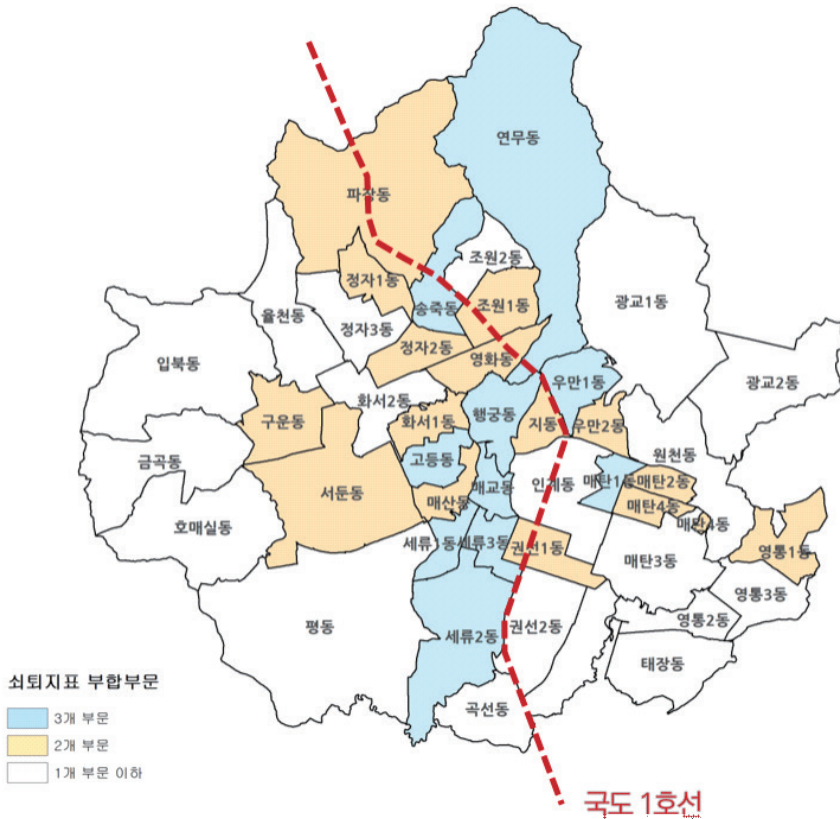 연무동
파장동
조원2동
정자1동
송죽동
조원1동
광교1동
율천동
정자3동
정자2동
영화동
입북동
우만1동
광교2동
화서2동
행궁동
구운동
화서1동
지동
우만2동
원천동
고등동
금곡동
매탄1동
매탄2동
서둔동
매산동
매교동
인계동
매탄4동
호매실동
매탄4동
세류1동
세류3동
권선1동
영통1동
매탄3동
영통3동
평동
권선2동
영통2동
세류2동
태장동
곡선동
쇠퇴지표 부합부문
3개 부문
2개 부문
1개 부문 이하
국도 1호선